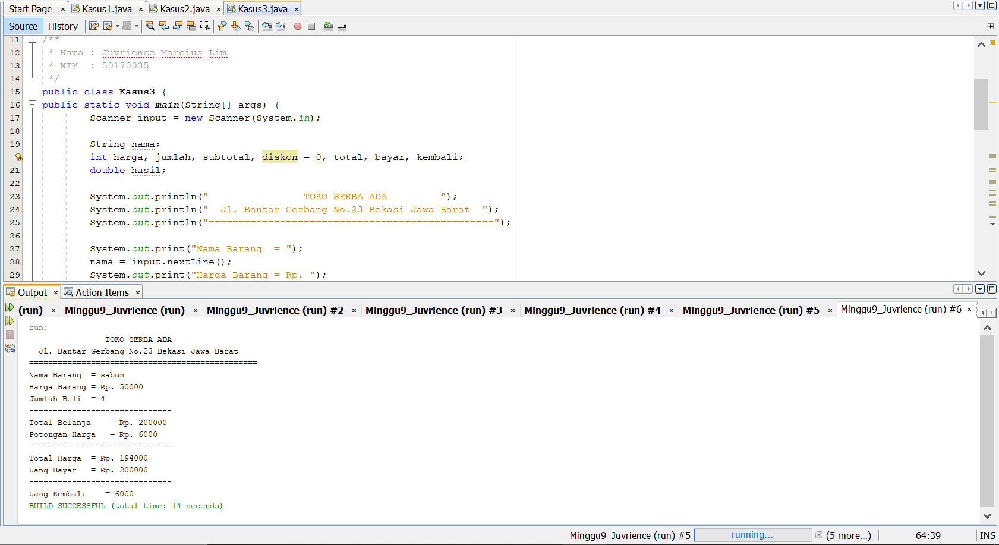 Start Page × Kasus1.java × Kasus2.java × Kasus3.java ×
Source History
11 /**
12 * Nama : Juvrience Marcius Lim
13 * NIM  : 50170035
14 */
15 public class Kasus3 {
16 public static void main(String[] args) {
17 Scanner input = new Scanner(System.in);
18
19 String nama;
int harga, jumlah, subtotal, diskon = 0, total, bayar, kembali;
21 double hasil;
22
23 System.out.println("                TOKO SERBA ADA         ");
24 System.out.println("  Jl. Bantar Gerbang No.23 Bekasi Jawa Barat  ");
25 System.out.println("================================================");
26
27 System.out.print("Nama Barang  = ");
28 nama = input.nextLine();
29 System.out.print("Harga Barang = Rp. ");
Output × Action Items ×
(run) × Minggu9_Juvrience (run) × Minggu9_Juvrience (run) #2 × Minggu9_Juvrience (run) #3 × Minggu9_Juvrience (run) #4 × Minggu9_Juvrience (run) #5 × Minggu9_Juvrience (run) #6 ×
run:
TOKO SERBA ADA
Jl. Bantar Gerbang No.23 Bekasi Jawa Barat
================================================
Nama Barang  = sabun
Harga Barang = Rp. 50000
Jumlah Beli  = 4
------------------------------
Total Belanja    = Rp. 200000
Potongan Harga   = Rp. 6000
------------------------------
Total Harga  = Rp. 194000
Uang Bayar   = Rp. 200000
------------------------------
Uang Kembali    = 6000
BUILD SUCCESSFUL (total time: 14 seconds)
Minggu9_Juvrience (run) #5 running... (5 more...) 64:39 INS